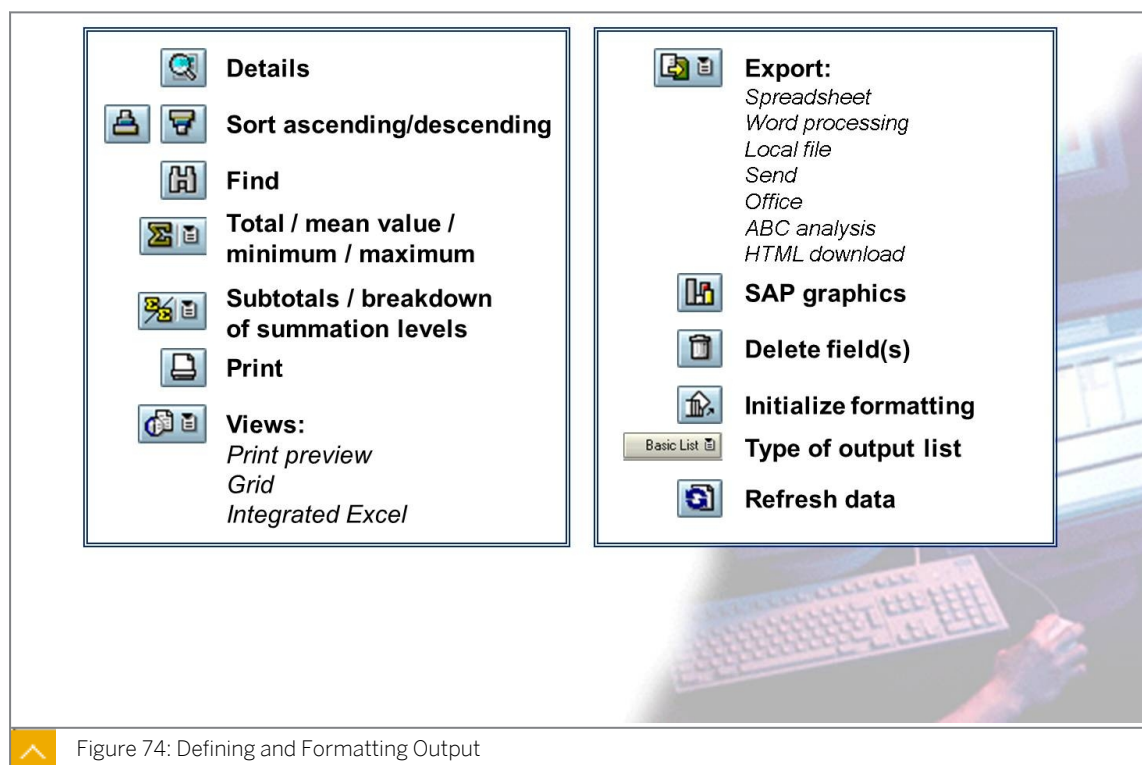 Details
Sort ascending/descending
Find
Total / mean value /
minimum / maximum
Subtotals / breakdown
of summation levels
Print
Views:
Print preview
Grid
Integrated Excel
Export:
Spreadsheet
Word processing
Local file
Send
Office
ABC analysis
HTML download
SAP graphics
Delete field(s)
Initialize formatting
Basic List
Type of output list
Refresh data
Figure 74: Defining and Formatting Output